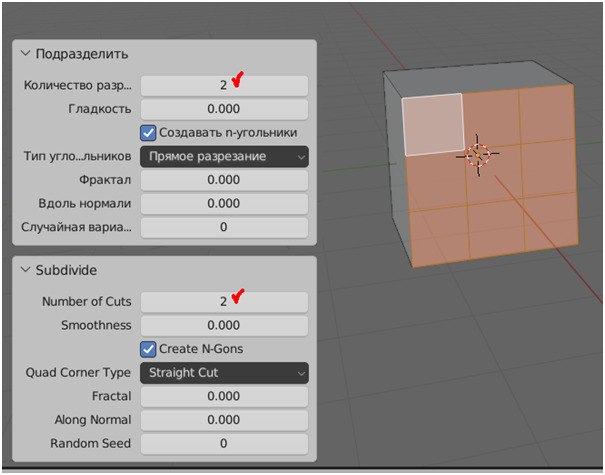 Подразделить
Количество разр... 2
Гладкость 0.000
Создавать n-угольники
Тип угло...льников Прямое разрезание
Фрактал 0.000
Вдоль нормали 0.000
Случайная вариа... 0
Subdivide
Number of Cuts 2
Smoothness 0.000
Create N-Gons
Quad Corner Type Straight Cut
Fractal 0.000
Along Normal 0.000
Random Seed 0